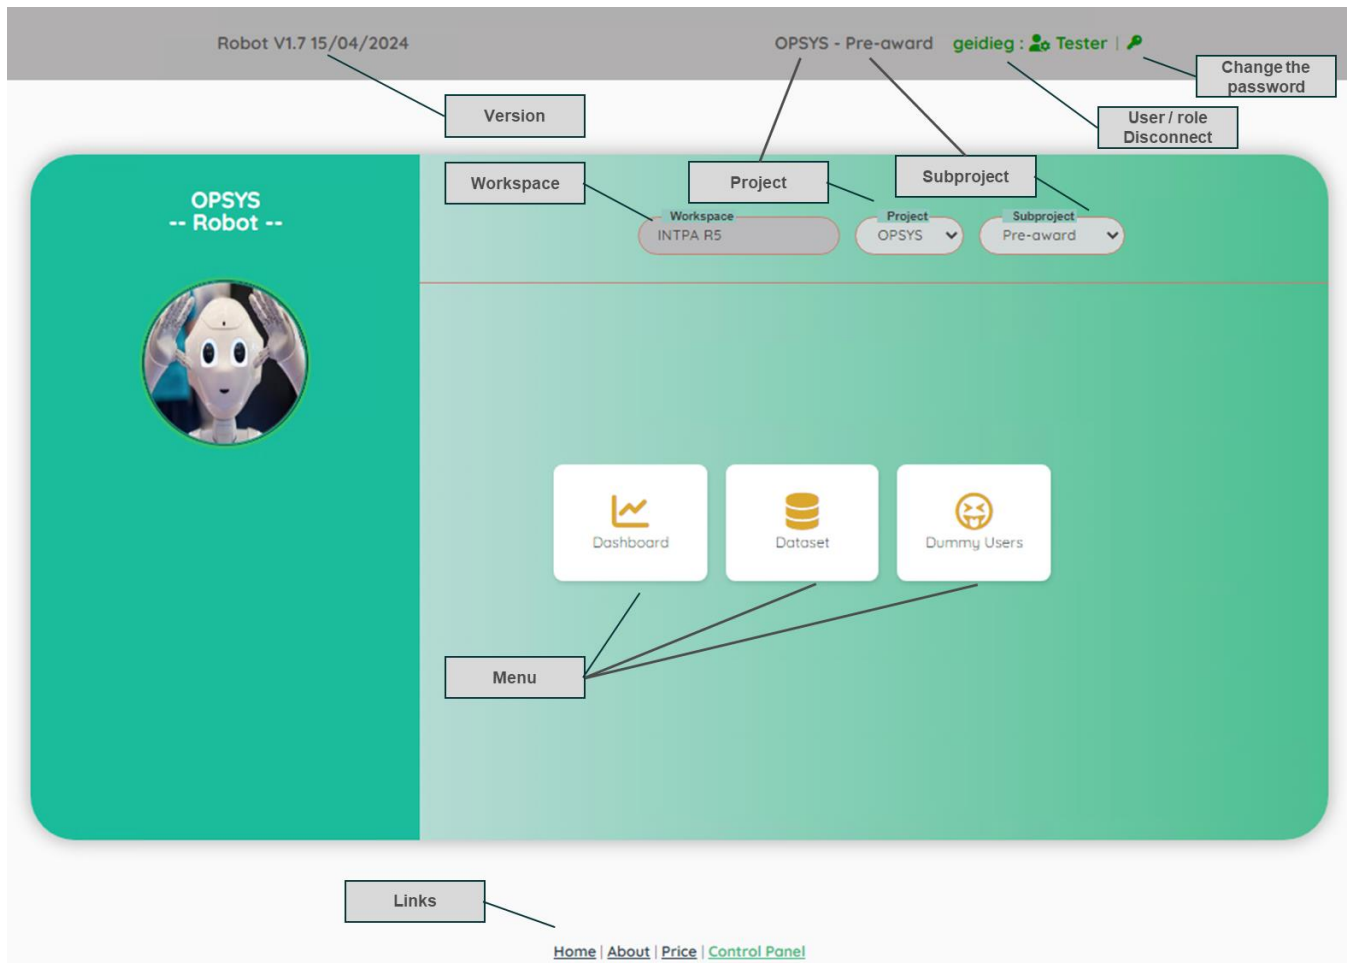 Robot V1.7 15/04/2024
OPSYS - Pre-award geidieg : Tester |
Change the
password
Version
User / role
Disconnect
Workspace
Project
Subproject
OPSYS
-- Robot --
Workspace
INTPA R5
Project
OPSYS
Subproject
Pre-award
Dashboard
Dataset
Dummy Users
Menu
Links
Home | About | Price | Control Panel